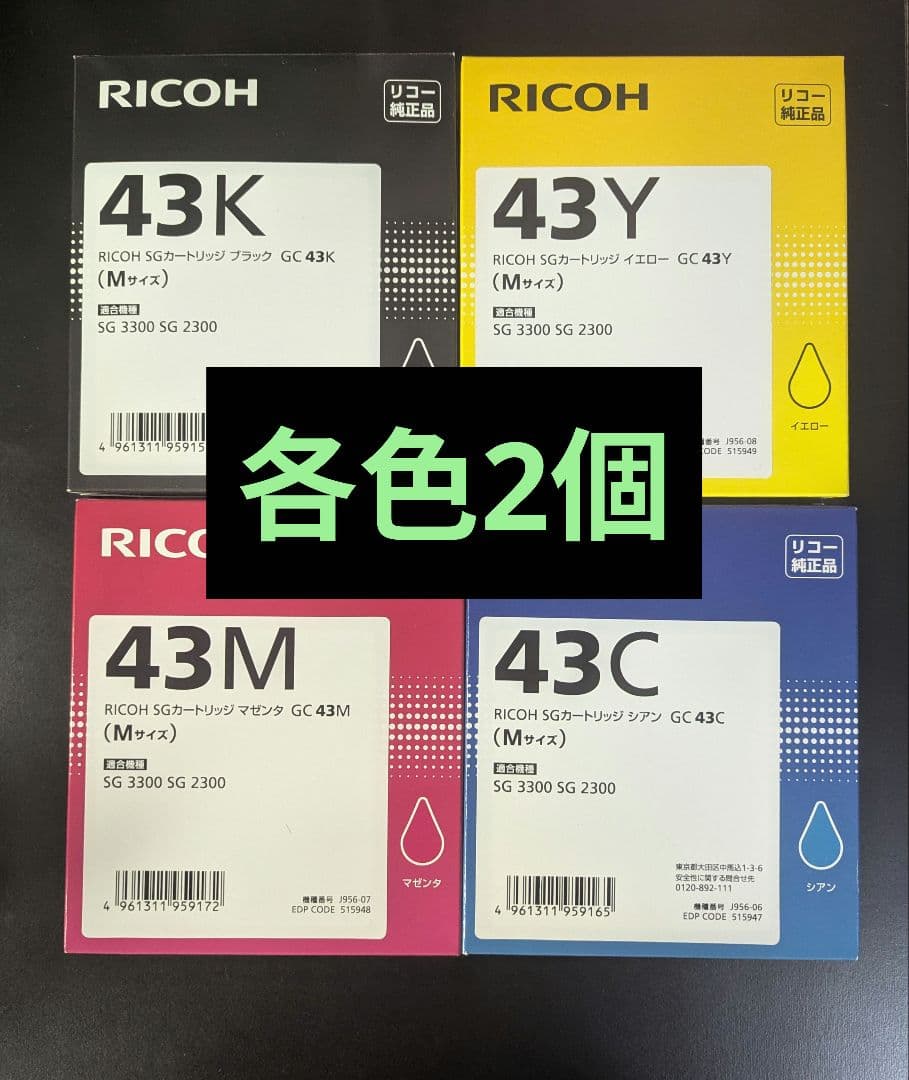 RICOH
リコー
純正品
43K
RICOH SGカートリッジ ブラック GC 43K
(Mサイズ)
適合機種
SG 3300 SG 2300
4 961311 95915
RICOH
リコー
純正品
43Y
RICOH SGカートリッジ イエロー GC 43Y
(Mサイズ)
適合機種
SG 3300 SG 2300
イエロー
番号 J956-08
CODE 515949
各色2個
RICO
43M
RICOH SGカートリッジ マゼンタ GC 43M
(Mサイズ)
適合機種
SG 3300 SG 2300
マゼンタ
4 961311 959172
機種番号 J956-07
EDP CODE 515948
リコー
純正品
43C
RICOH SGカートリッジ シアン GC 43C
(Mサイズ)
適合機種
SG 3300 SG 2300
シアン
東京都大田区中馬込1-3-6
安全性に関する問合せ先
0120-892-111
4 961311 959165
機種番号 J956-06
EDP CODE 515947